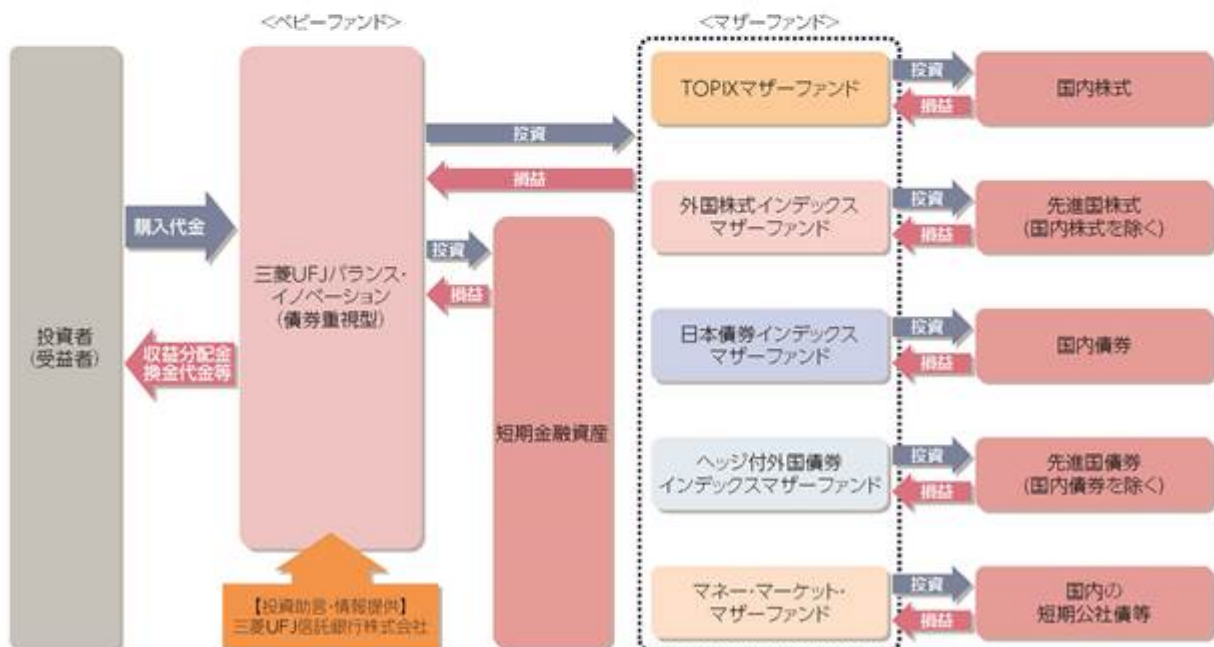 <ベビーファンド>
<マザーファンド>
投資者
(受益者)
購入代金
収益分配金
換金代金等
三菱UFJバランス・
イノベーション
(債券重視型)
【投資助言・情報提供】
三菱UFJ信託銀行株式会社
投資
損益
投資
損益
短期金融資産
TOPIXマザーファンド
投資
損益
国内株式
外国株式インデックス
マザーファンド
投資
損益
先進国株式
(国内株式を除く)
日本債券インデックス
マザーファンド
投資
損益
国内債券
ヘッジ付外国債券
インデックスマザーファンド
投資
損益
先進国債券
(国内債券を除く)
マネー・マーケット・
マザーファンド
投資
損益
国内の
短期公社債等